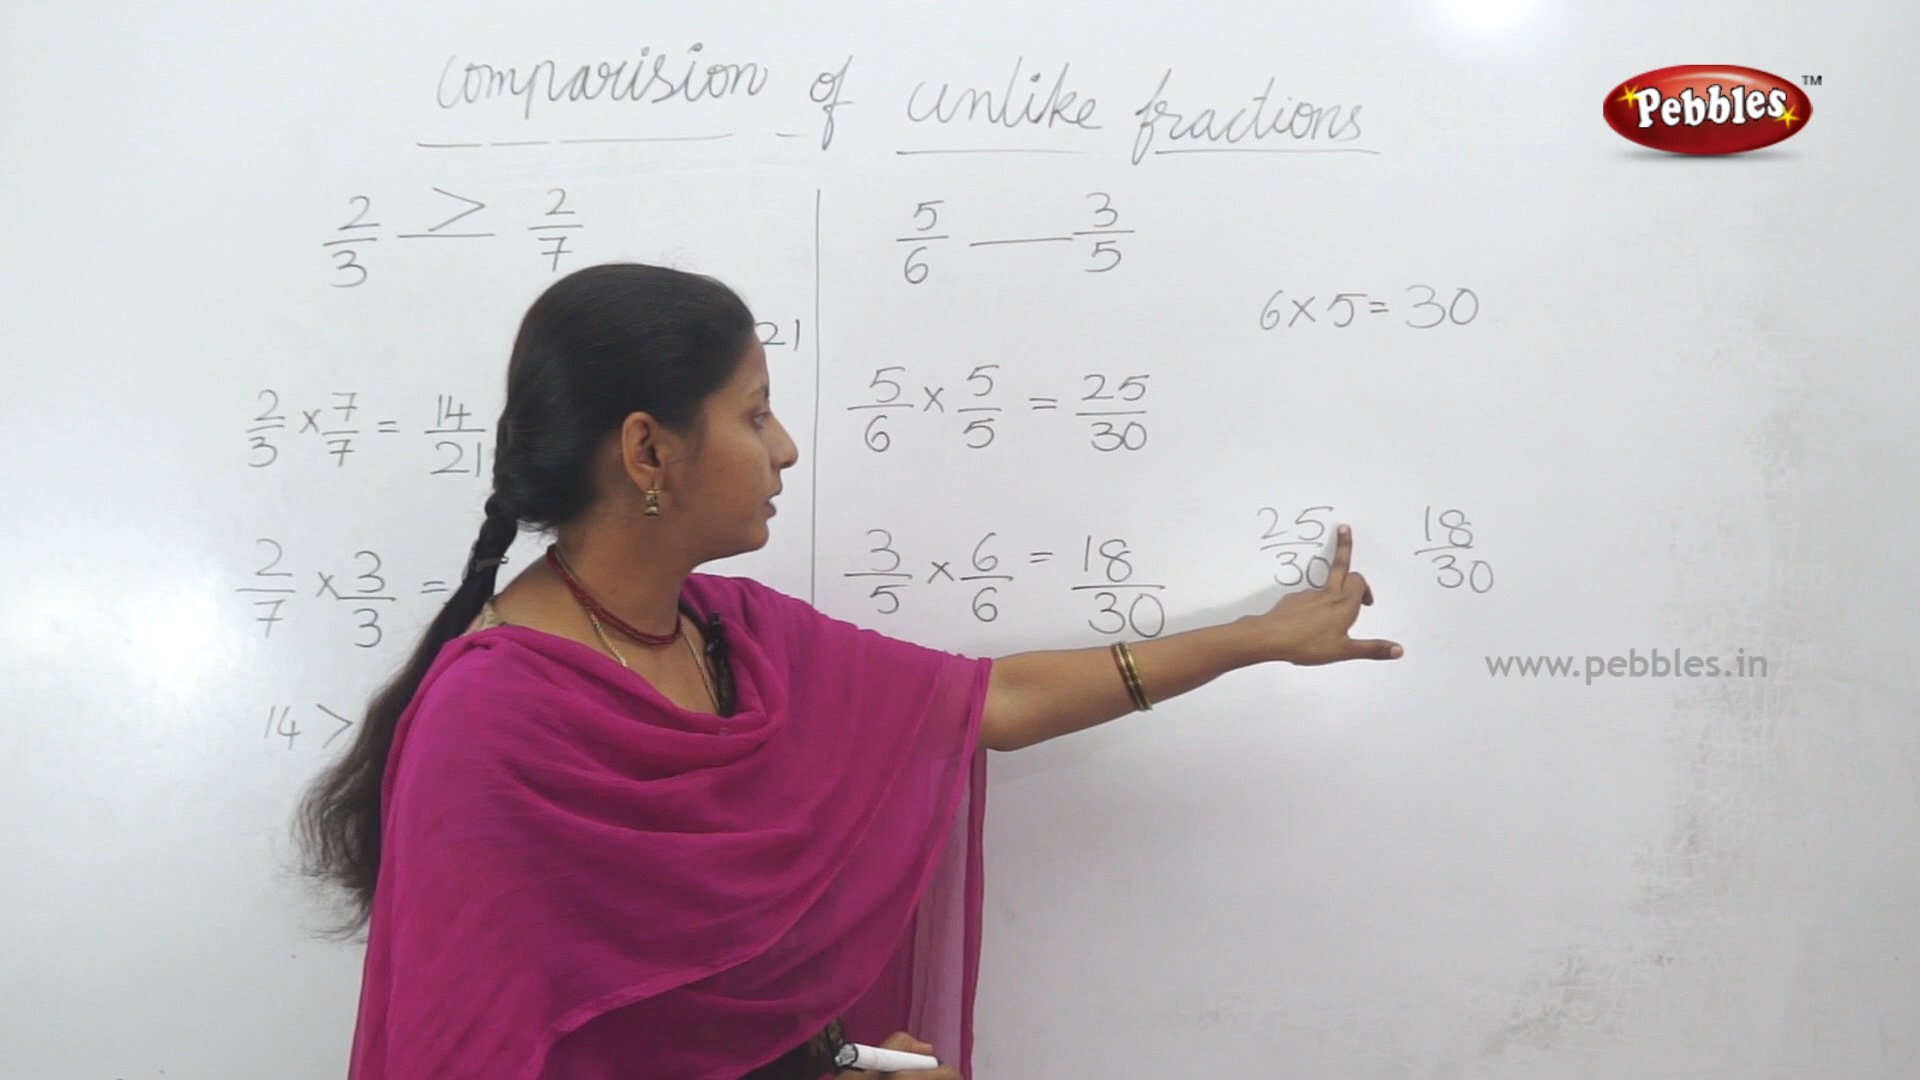 comparision of unlike fractions
Pebbles™
2/3 > 2/7
21
2/3 × 7/7 = 14/21
2/7 × 3/3 =
14 >
5/6 __ 3/5
6×5=30
5/6 × 5/5 = 25/30
3/5 × 6/6 = 18/30
25/30 18/30
www.pebbles.in